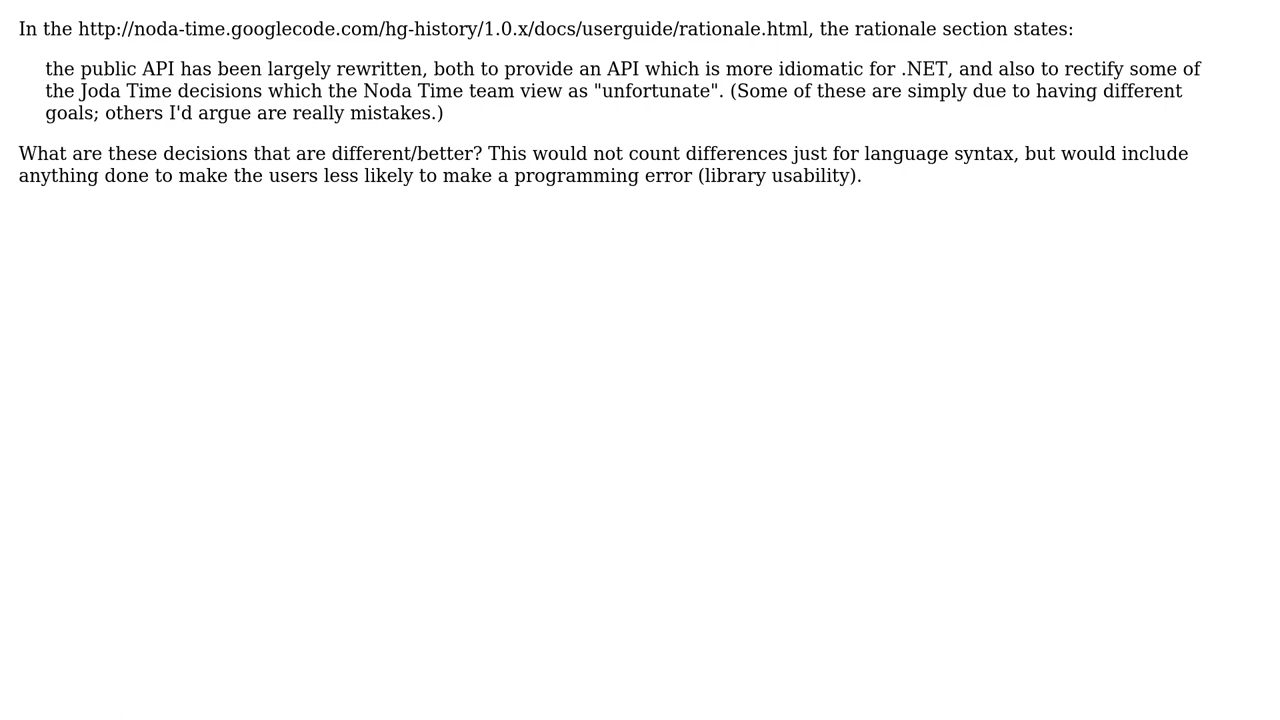 In the http://noda-time.googlecode.com/hg-history/1.0.x/docs/userguide/rationale.html, the rationale section states:
the public API has been largely rewritten, both to provide an API which is more idiomatic for .NET, and also to rectify some of
the Joda Time decisions which the Noda Time team view as "unfortunate". (Some of these are simply due to having different
goals; others I'd argue are really mistakes.)
What are these decisions that are different/better? This would not count differences just for language syntax, but would include
anything done to make the users less likely to make a programming error (library usability).